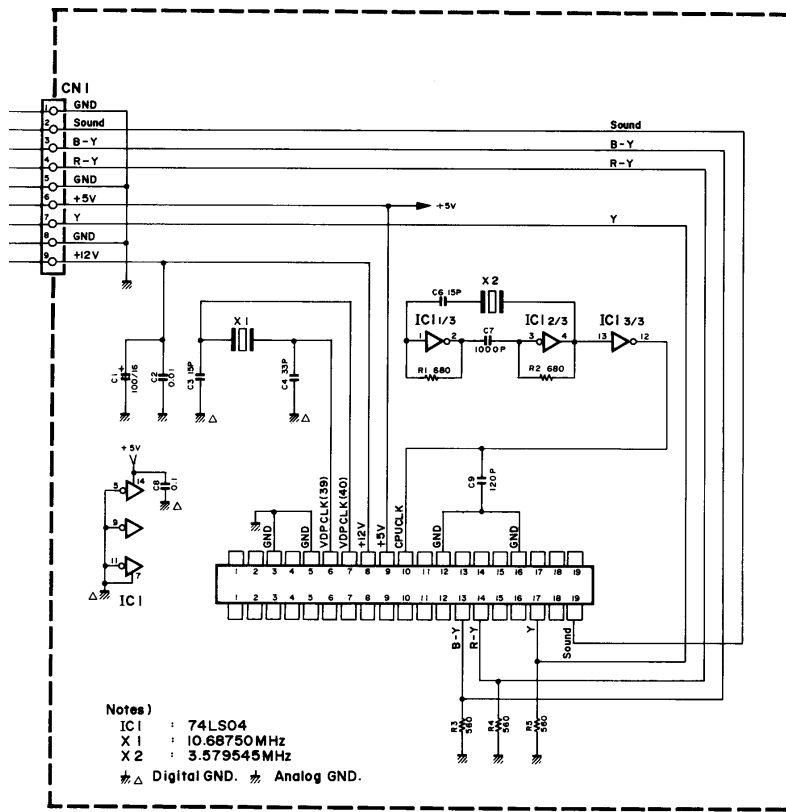 CN1
1 GND
2 Sound Sound
3 B-Y B-Y
4 R-Y R-Y
5 GND
6 +5V +5V
7 Y Y
8 GND
9 +12V
C6 15P X2
X1
IC1 1/3 IC1 2/3 IC1 3/3
1 2 C7 3 4 13 12
1000P
R1 680 R2 680
C1 + 100/16
C2 0.01
C3 15P
C4 33P
△ △
+5V
5 14
C8 0.1
△
9
11
7
△
IC1
C9 120P
GND GND VDPCLK(39) VDPCLK(40) +12V +5V CPUCLK GND GND
1 2 3 4 5 6 7 8 9 10 11 12 13 14 15 16 17 18 19
1 2 3 4 5 6 7 8 9 10 11 12 13 14 15 16 17 18 19
B-Y R-Y Y Sound
R3 560
R4 560
R5 560
Notes)
IC1 : 74LS04
X1 : 10.68750MHz
X2 : 3.579545MHz
△ Digital GND. Analog GND.